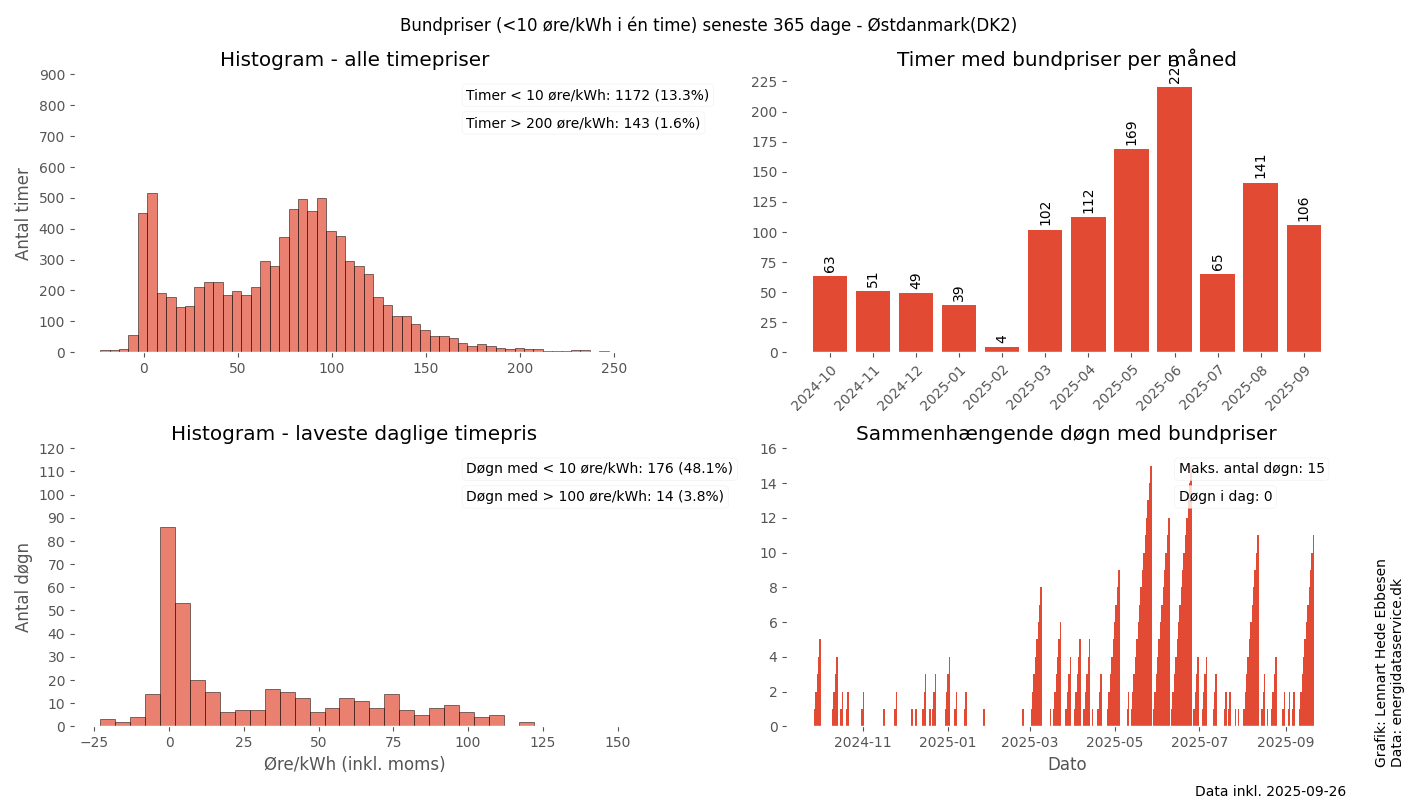 Bundpriser (<10 øre/kWh i én time) seneste 365 dage - Østdanmark(DK2)
Histogram - alle timepriser
Timer < 10 øre/kWh: 1172 (13.3%)
Timer > 200 øre/kWh: 143 (1.6%)
Antal timer
900
800
700
600
500
400
300
200
100
0
0 50 100 150 200 250
Timer med bundpriser per måned
225
200
175
150
125
100
75
50
25
0
63 51 49 39 4 102 112 169 220 65 141 106
2024-10 2024-11 2024-12 2025-01 2025-02 2025-03 2025-04 2025-05 2025-06 2025-07 2025-08 2025-09
Histogram - laveste daglige timepris
Døgn med < 10 øre/kWh: 176 (48.1%)
Døgn med > 100 øre/kWh: 14 (3.8%)
Antal døgn
120
110
100
90
80
70
60
50
40
30
20
10
0
−25 0 25 50 75 100 125 150
Øre/kWh (inkl. moms)
Sammenhængende døgn med bundpriser
Maks. antal døgn: 15
Døgn i dag: 0
16
14
12
10
8
6
4
2
0
2024-11 2025-01 2025-03 2025-05 2025-07 2025-09
Dato
Grafik: Lennart Hede Ebbesen
Data: energidataservice.dk
Data inkl. 2025-09-26